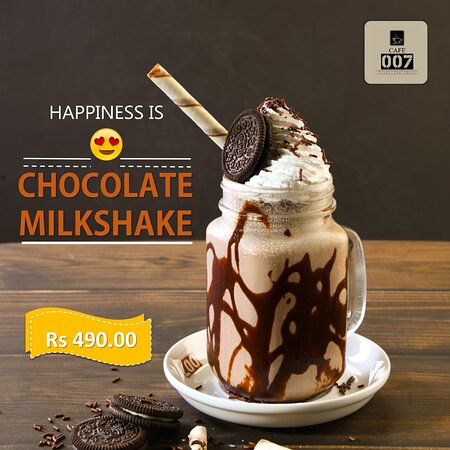 CAFE
007
HAPPINESS IS
CHOCOLATE
MILKSHAKE
Rs 490.00